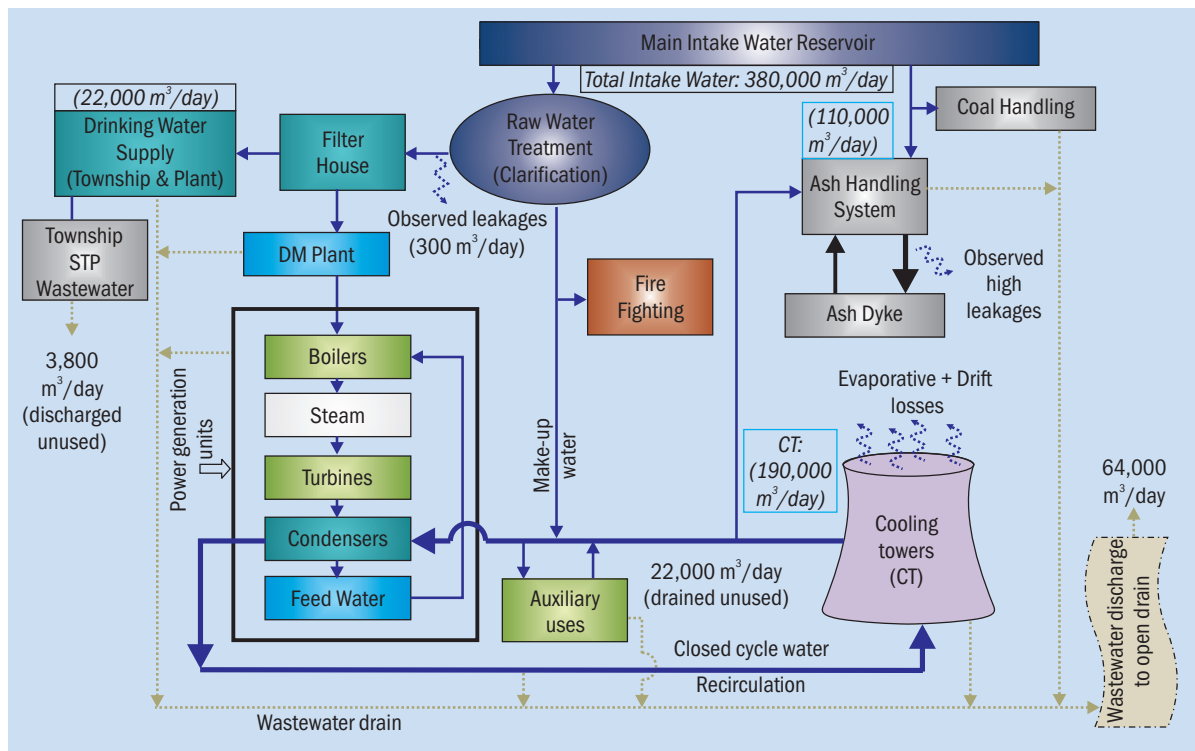 Main Intake Water Reservoir
Total Intake Water: 380,000 m³/day
(22,000 m³/day)
Drinking Water
Supply
(Township & Plant)
Filter
House
Raw Water
Treatment
(Clarification)
Coal Handling
(110,000
m³/day)
Ash Handling
System
Observed leakages
(300 m³/day)
Township
STP
Wastewater
DM Plant
Fire
Fighting
Observed
high
leakages
Ash Dyke
3,800
m³/day
(discharged
unused)
Boilers
Steam
Turbines
Condensers
Feed Water
Power generation
units
Make-up
water
Evaporative + Drift
losses
CT:
(190,000
m³/day)
Cooling
towers
(CT)
64,000
m³/day
Auxiliary
uses
22,000 m³/day
(drained unused)
Closed cycle water
Recirculation
Wastewater drain
Wastewater discharge
to open drain